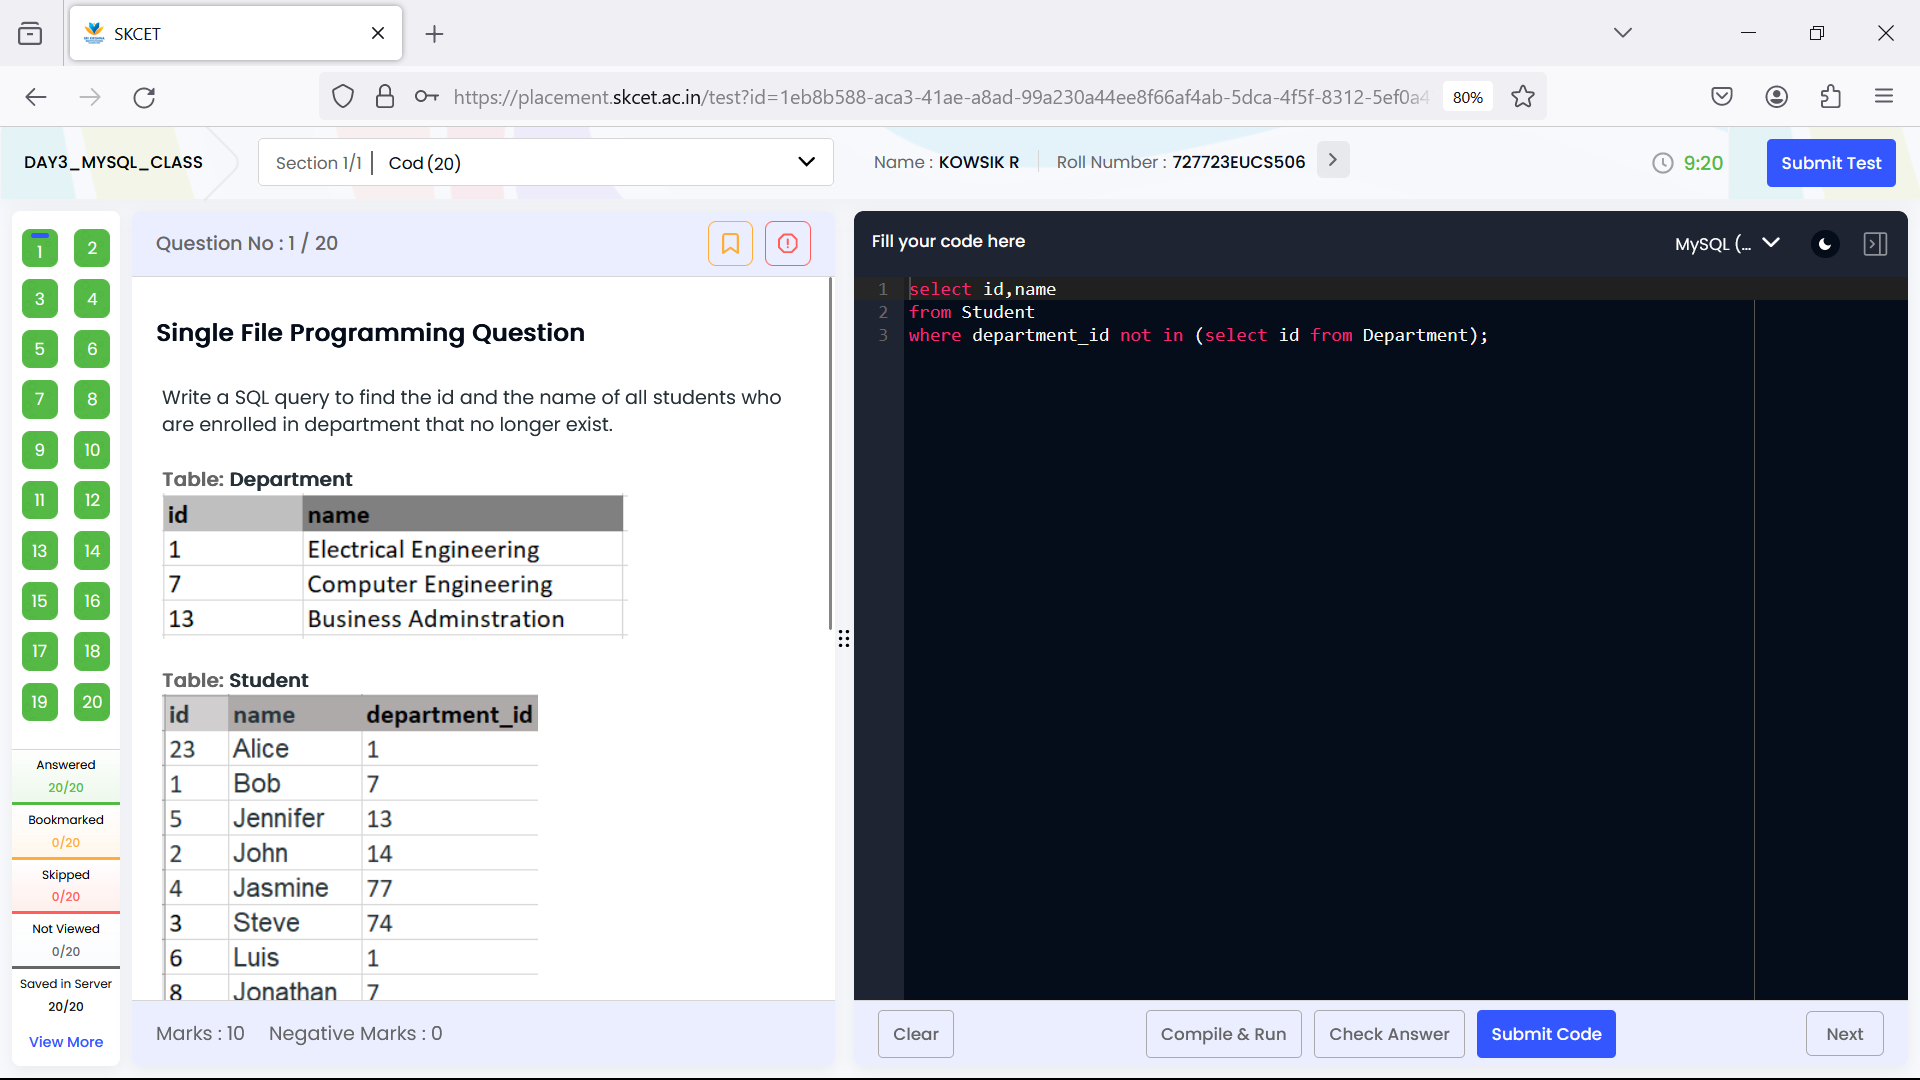 SKCET
https://placement.skcet.ac.in/test?id=1eb8b588-aca3-41ae-a8ad-99a230a44ee8f66af4ab-5dca-4f5f-8312-5ef0a4
80%
DAY3_MYSQL_CLASS
Section 1/1 | Cod (20)
Name : KOWSIK R
Roll Number : 727723EUCS506
9:20
Submit Test
1 2
3 4
5 6
7 8
9 10
11 12
13 14
15 16
17 18
19 20
Answered
20/20
Bookmarked
0/20
Skipped
0/20
Not Viewed
0/20
Saved in Server
20/20
View More
Question No : 1 / 20
Single File Programming Question
Write a SQL query to find the id and the name of all students who
are enrolled in department that no longer exist.
Table: Department
id name
1 Electrical Engineering
7 Computer Engineering
13 Business Adminstration
Table: Student
id name department_id
23 Alice 1
1 Bob 7
5 Jennifer 13
2 John 14
4 Jasmine 77
3 Steve 74
6 Luis 1
8 Jonathan 7
Marks : 10 Negative Marks : 0
Fill your code here
MySQL (...
1 select id,name
2 from Student
3 where department_id not in (select id from Department);
Clear
Compile & Run
Check Answer
Submit Code
Next